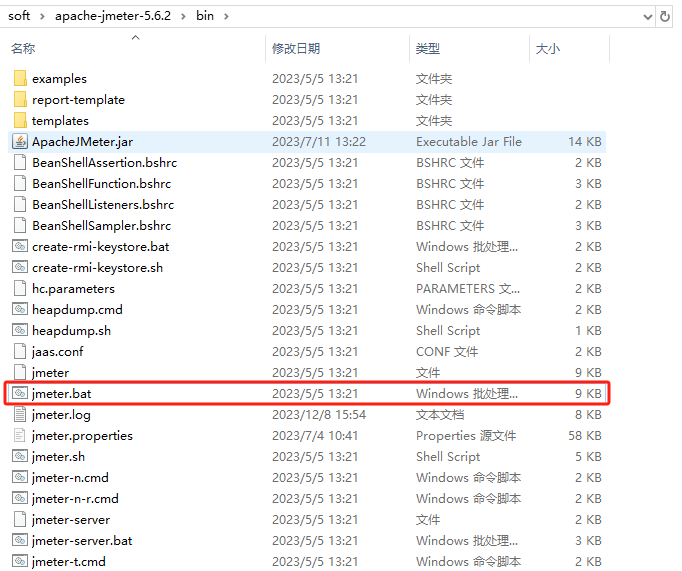 soft > apache-jmeter-5.6.2 > bin >
名称 修改日期 类型 大小
examples 2023/5/5 13:21 文件夹
report-template 2023/5/5 13:21 文件夹
templates 2023/5/5 13:21 文件夹
ApacheJMeter.jar 2023/7/11 13:22 Executable Jar File 14 KB
BeanShellAssertion.bshrc 2023/5/5 13:21 BSHRC 文件 2 KB
BeanShellFunction.bshrc 2023/5/5 13:21 BSHRC 文件 3 KB
BeanShellListeners.bshrc 2023/5/5 13:21 BSHRC 文件 2 KB
BeanShellSampler.bshrc 2023/5/5 13:21 BSHRC 文件 3 KB
create-rmi-keystore.bat 2023/5/5 13:21 Windows 批处理... 2 KB
create-rmi-keystore.sh 2023/5/5 13:21 Shell Script 2 KB
hc.parameters 2023/5/5 13:21 PARAMETERS 文... 2 KB
heapdump.cmd 2023/5/5 13:21 Windows 命令脚本 2 KB
heapdump.sh 2023/5/5 13:21 Shell Script 1 KB
jaas.conf 2023/5/5 13:21 CONF 文件 2 KB
jmeter 2023/5/5 13:21 文件 9 KB
jmeter.bat 2023/5/5 13:21 Windows 批处理... 9 KB
jmeter.log 2023/12/8 15:54 文本文档 8 KB
jmeter.properties 2023/7/4 10:41 Properties 源文件 58 KB
jmeter.sh 2023/5/5 13:21 Shell Script 5 KB
jmeter-n.cmd 2023/5/5 13:21 Windows 命令脚本 2 KB
jmeter-n-r.cmd 2023/5/5 13:21 Windows 命令脚本 2 KB
jmeter-server 2023/5/5 13:21 文件 2 KB
jmeter-server.bat 2023/5/5 13:21 Windows 批处理... 3 KB
jmeter-t.cmd 2023/5/5 13:21 Windows 命令脚本 2 KB